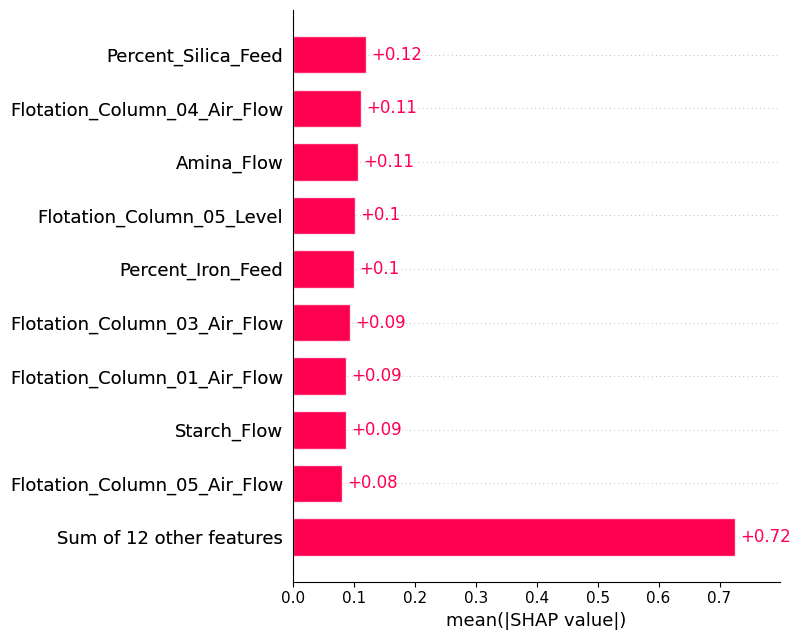 Percent_Silica_Feed +0.12
Flotation_Column_04_Air_Flow +0.11
Amina_Flow +0.11
Flotation_Column_05_Level +0.1
Percent_Iron_Feed +0.1
Flotation_Column_03_Air_Flow +0.09
Flotation_Column_01_Air_Flow +0.09
Starch_Flow +0.09
Flotation_Column_05_Air_Flow +0.08
Sum of 12 other features +0.72
0.0 0.1 0.2 0.3 0.4 0.5 0.6 0.7
mean(|SHAP value|)